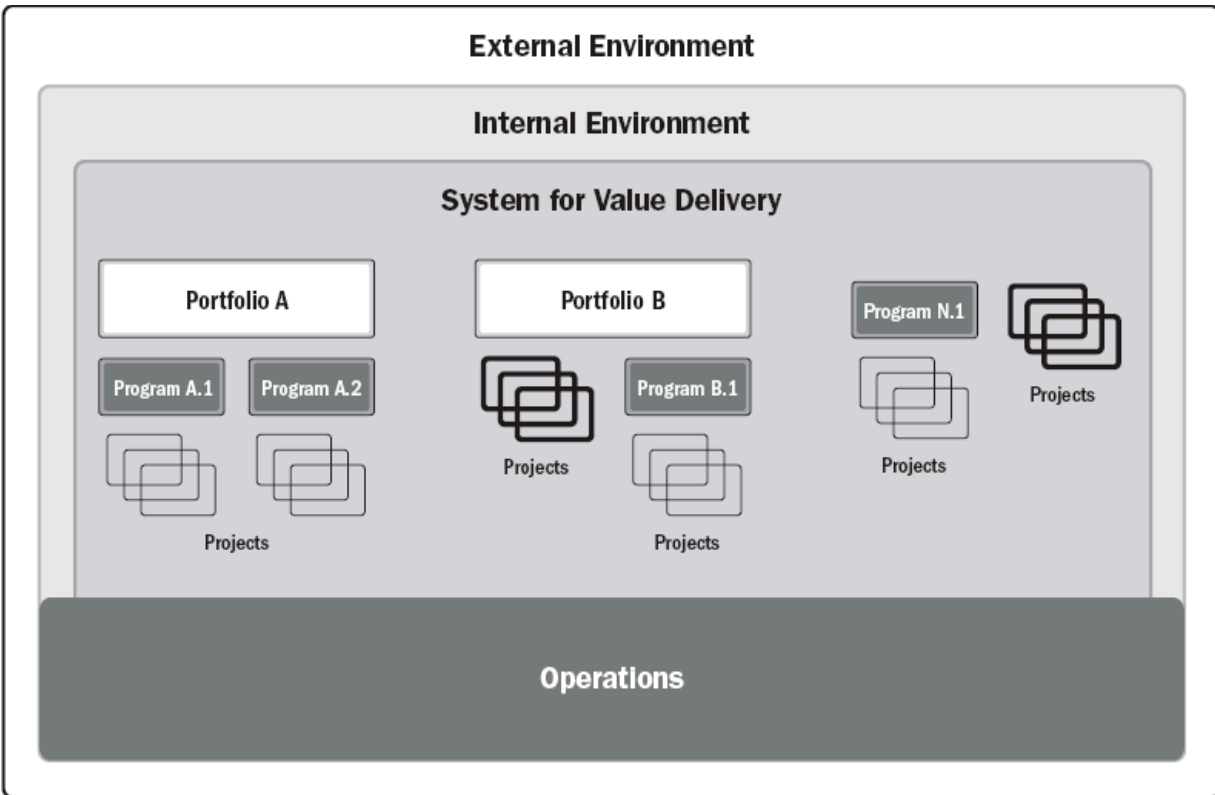 External Environment
Internal Environment
System for Value Delivery
Portfolio A
Portfolio B
Program N.1
Projects
Program A.1
Program A.2
Program B.1
Projects
Projects
Projects
Projects
Operations